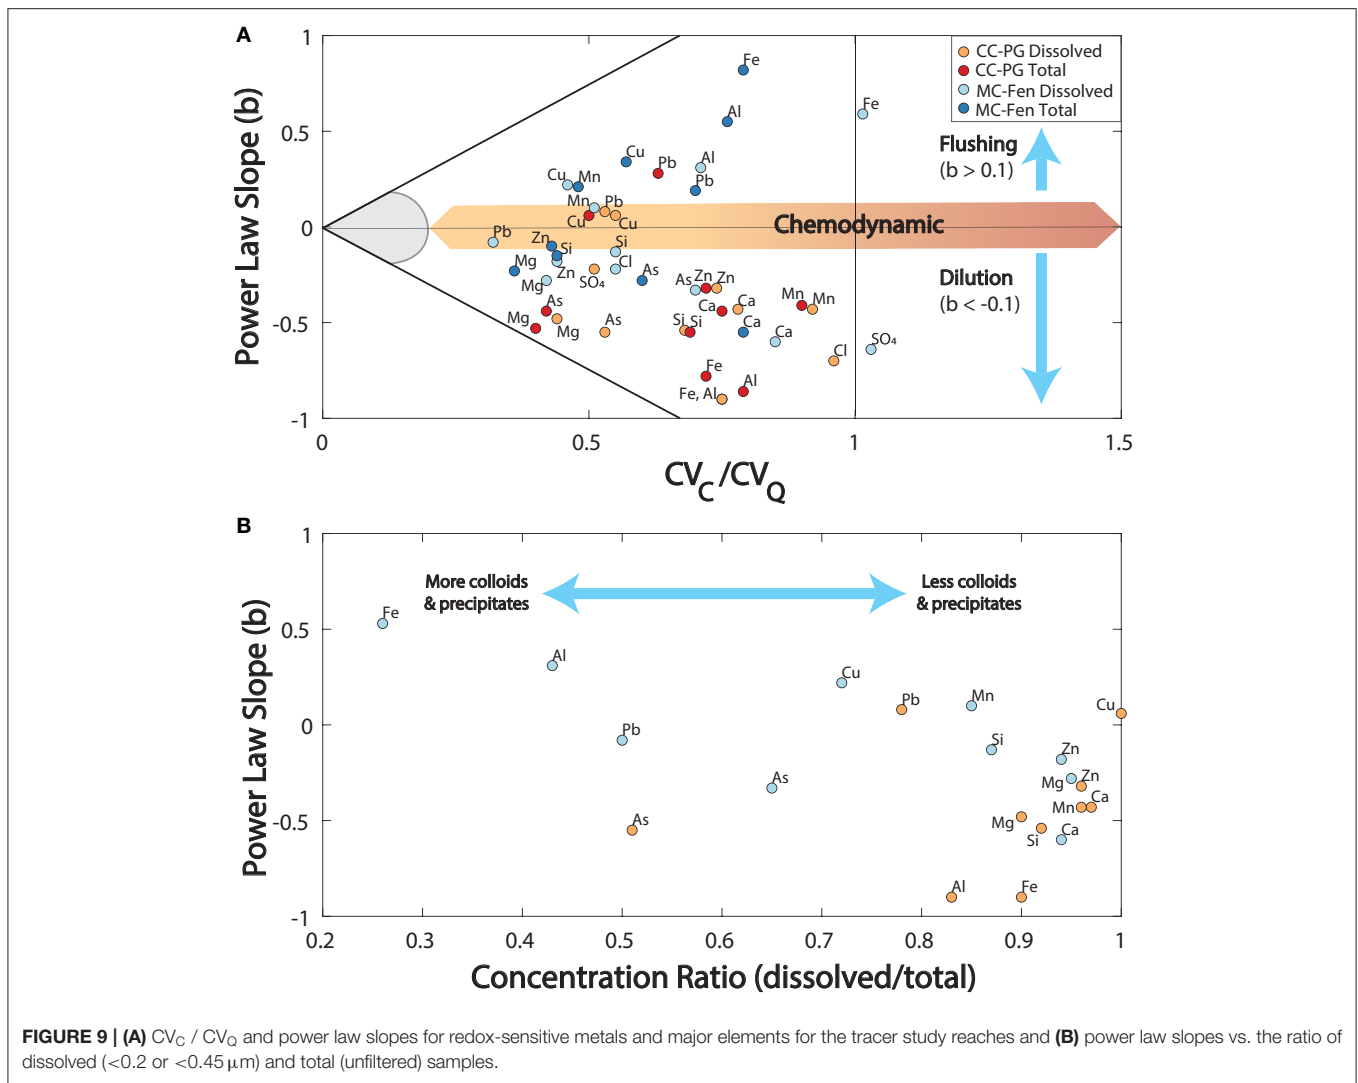 A
1
0.5
0
-0.5
-1
Power Law Slope (b)
0
0.5
1
1.5
CV_C / CV_Q
CC-PG Dissolved
CC-PG Total
MC-Fen Dissolved
MC-Fen Total
Flushing
(b > 0.1)
Chemodynamic
Dilution
(b < -0.1)
Fe
Al
Fe
Cu
Pb
Al
Cu
Mn
Pb
Mn
Pb
Cu
Cu
Pb
Zn
Si
Si
Mg
Zn
SO₄
Cl
As
Mg
As
Zn
Zn
As
Ca
Ca
Mn
Mn
Mg
Mg
As
Si
Si
Ca
Ca
SO₄
Cl
Fe
Fe, Al
Al
B
1
0.5
0
-0.5
-1
Power Law Slope (b)
More colloids
& precipitates
Less colloids
& precipitates
Fe
Al
Cu
Pb
Mn
Cu
Pb
Si
Zn
As
Mg
Zn
Mn
Ca
As
Mg
Si
Ca
Al
Fe
0.2
0.3
0.4
0.5
0.6
0.7
0.8
0.9
1
Concentration Ratio (dissolved/total)
FIGURE 9 | (A) CV_C / CV_Q and power law slopes for redox-sensitive metals and major elements for the tracer study reaches and (B) power law slopes vs. the ratio of
dissolved (<0.2 or <0.45 μm) and total (unfiltered) samples.